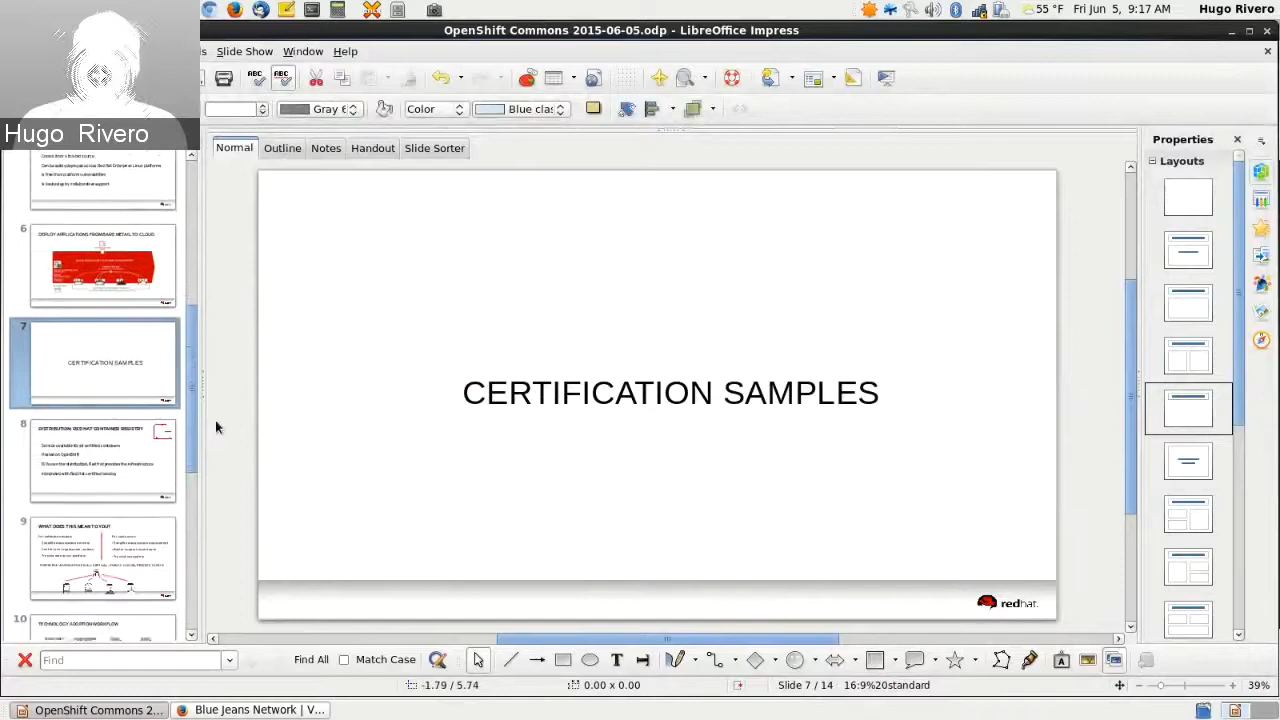 55 °F Fri Jun 5, 9:17 AM Hugo Rivero
OpenShift Commons 2015-06-05.odp - LibreOffice Impress
Slide Show Window Help
Color
Hugo Rivero
Normal Outline Notes Handout Slide Sorter
Properties
Layouts
6
DEPLOY APPLICATIONS FROM BARE METAL TO CLOUD
7
CERTIFICATION SAMPLES
8
DISTRIBUTION: RED HAT CONTAINER REGISTRY
9
WHAT DOES THIS MEAN TO YOU?
10
TECHNOLOGY ADOPTION WORKFLOW
CERTIFICATION SAMPLES
redhat.
Find
Find All
Match Case
-1.79 / 5.74
0.00 x 0.00
Slide 7 / 14
16:9%20standard
39%
OpenShift Commons 2...
Blue Jeans Network | V...